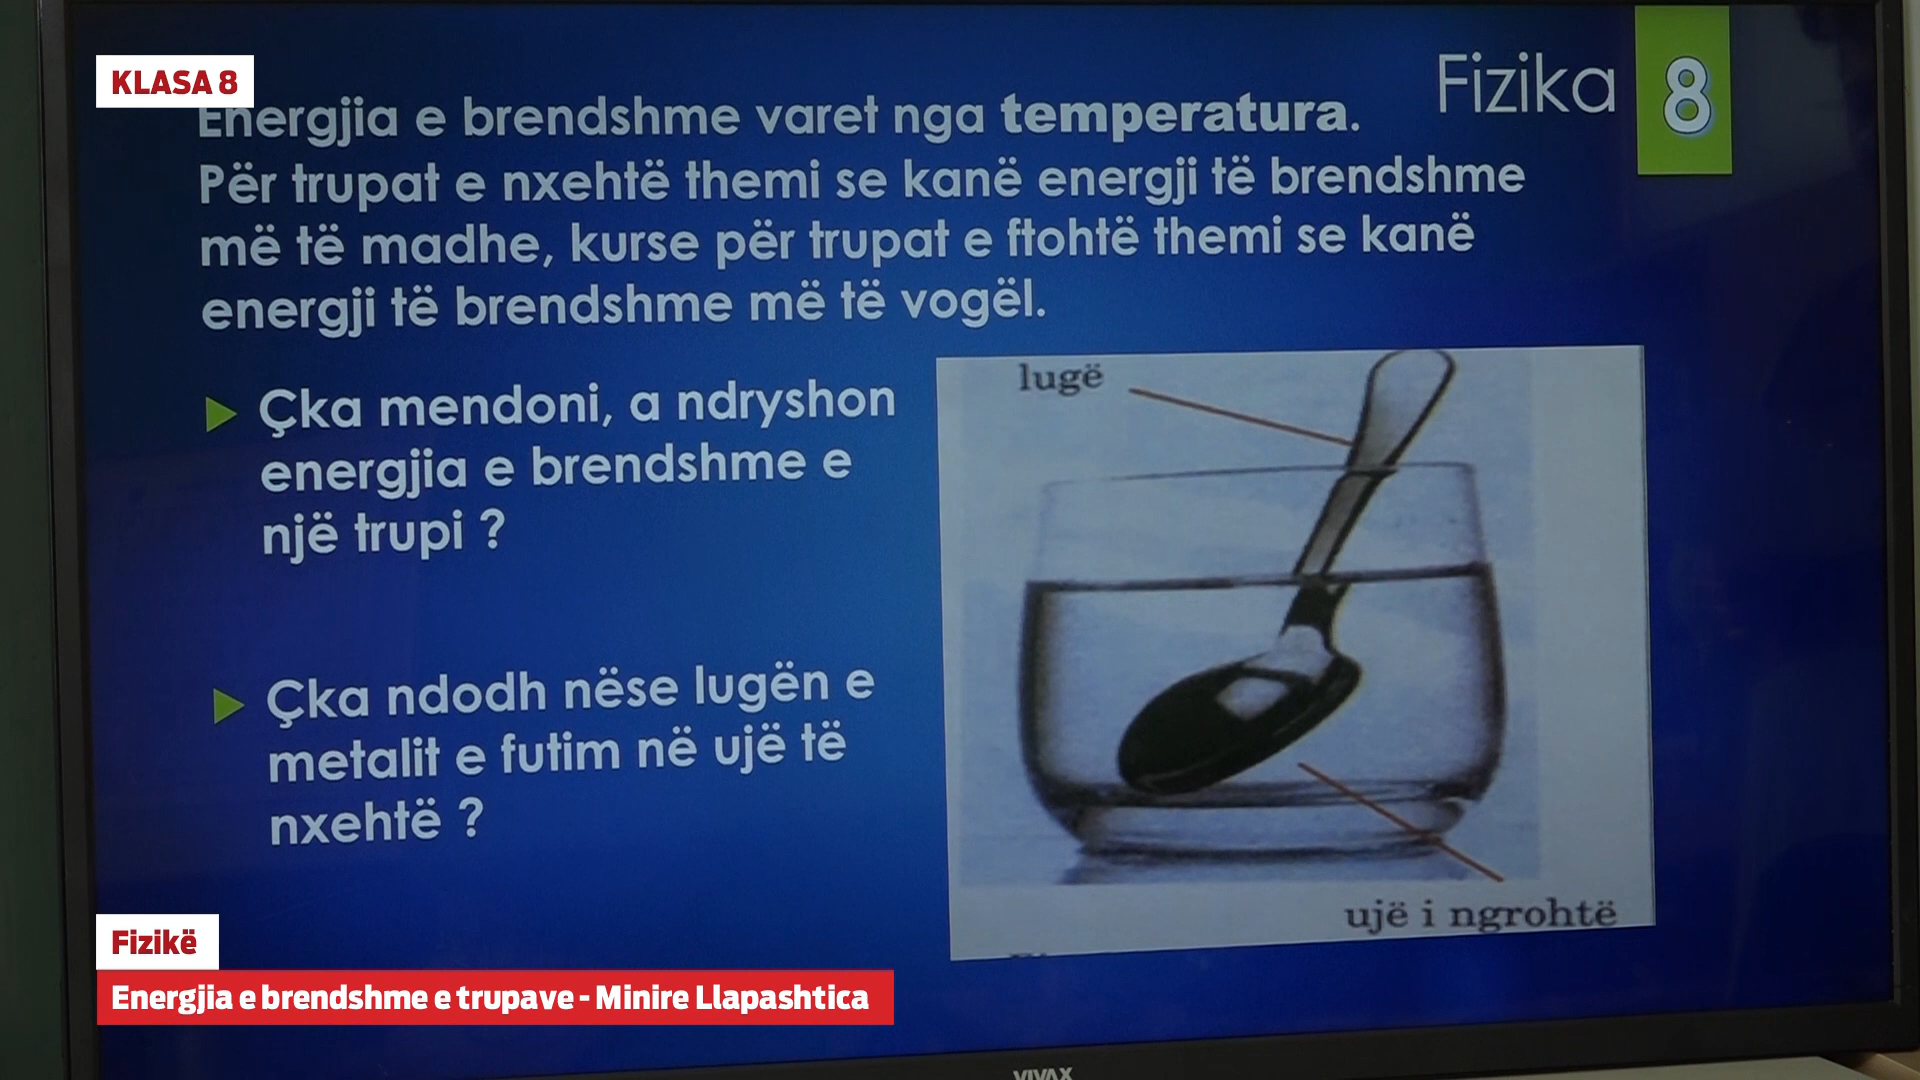 KLASA 8
Fizika 8
Energjia e brendshme varet nga temperatura.
Për trupat e nxehtë themi se kanë energji të brendshme
më të madhe, kurse për trupat e ftohtë themi se kanë
energji të brendshme më të vogël.
Çka mendoni, a ndryshon
energjia e brendshme e
një trupi ?
Çka ndodh nëse lugën e
metalit e futim në ujë të
nxehtë ?
lugë
ujë i ngrohtë
Fizikë
Energjia e brendshme e trupave - Minire Llapashtica
VIVAX